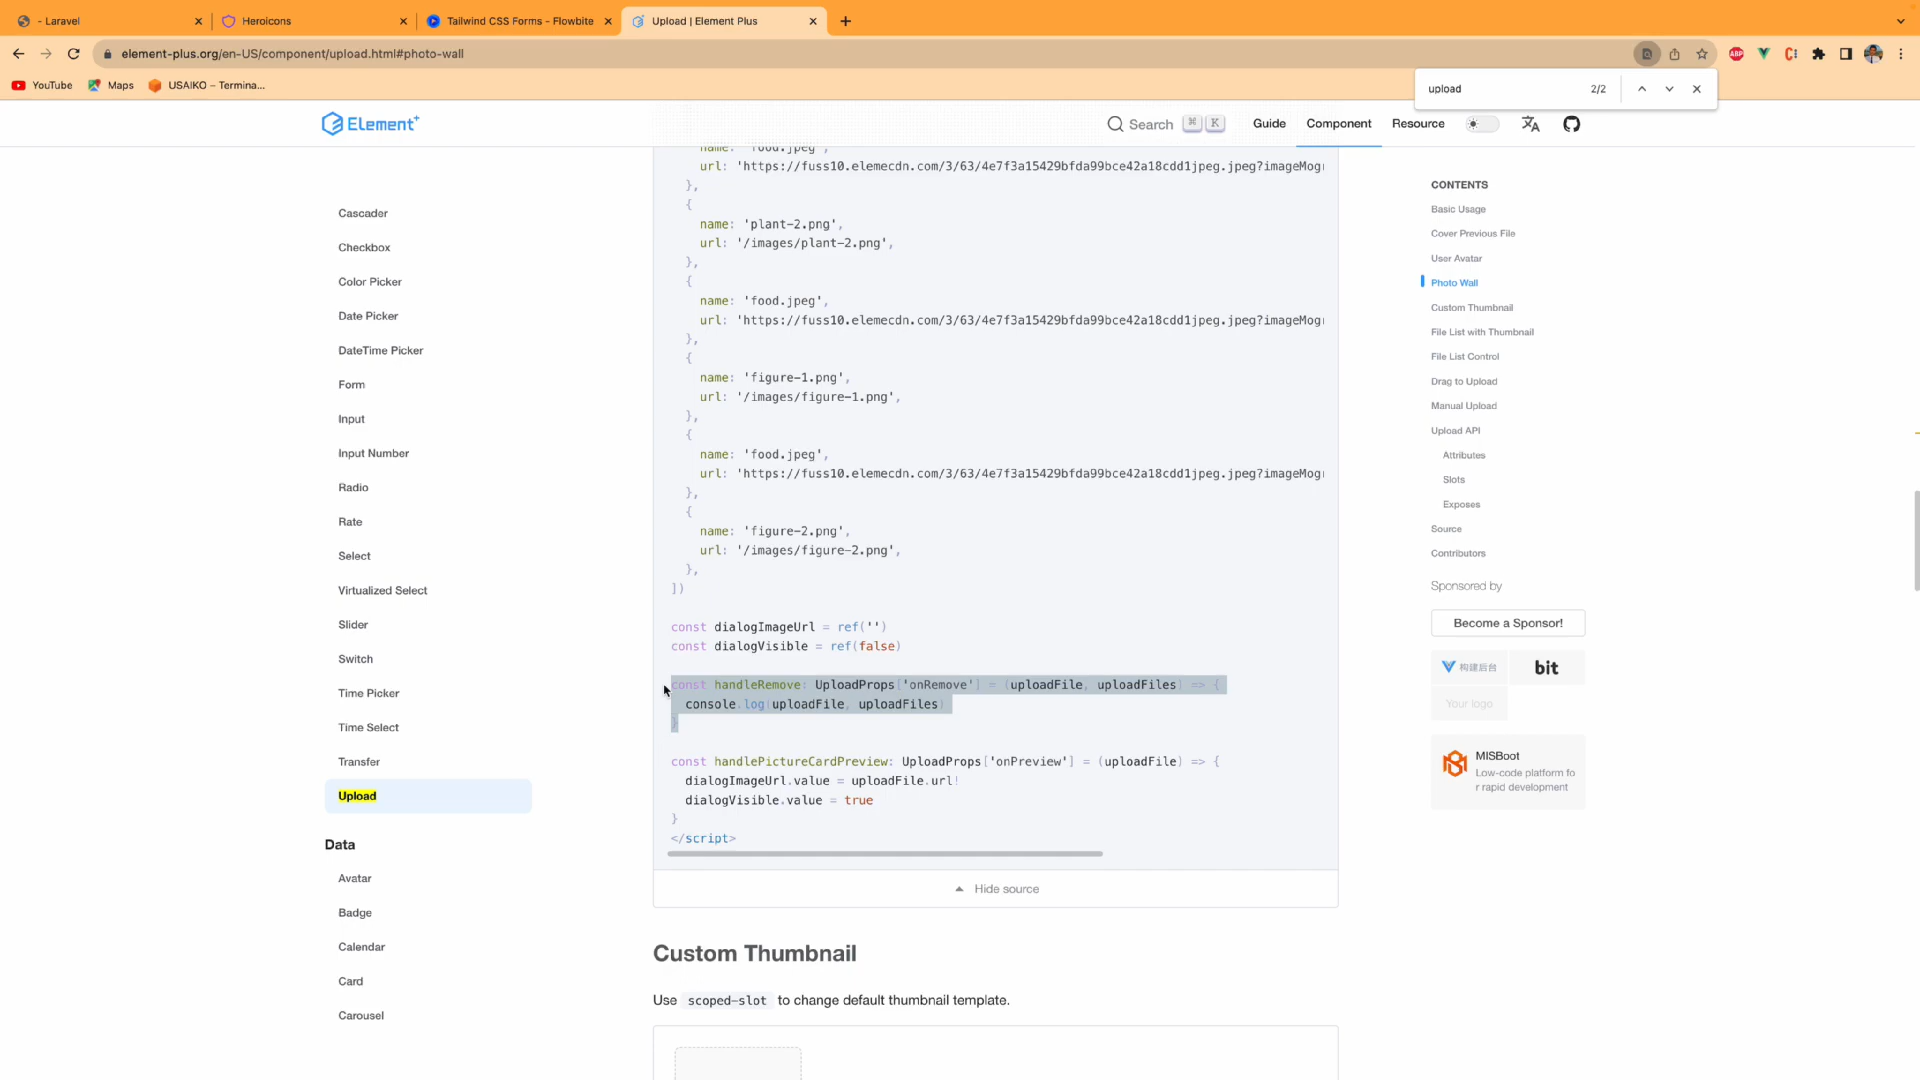 - Laravel
Heroicons
Tailwind CSS Forms - Flowbite
Upload | Element Plus
element-plus.org/en-US/component/upload.html#photo-wall
YouTube
Maps
USAIKO – Termina...
upload
2/2
Element+
Search
⌘ K
Guide
Component
Resource
Cascader
Checkbox
Color Picker
Date Picker
DateTime Picker
Form
Input
Input Number
Radio
Rate
Select
Virtualized Select
Slider
Switch
Time Picker
Time Select
Transfer
Upload
Data
Avatar
Badge
Calendar
Card
Carousel
name: 'food.jpeg',
url: 'https://fuss10.elemecdn.com/3/63/4e7f3a15429bfda99bce42a18cdd1jpeg.jpeg?imageMogr
},
{
name: 'plant-2.png',
url: '/images/plant-2.png',
},
{
name: 'food.jpeg',
url: 'https://fuss10.elemecdn.com/3/63/4e7f3a15429bfda99bce42a18cdd1jpeg.jpeg?imageMogr
},
{
name: 'figure-1.png',
url: '/images/figure-1.png',
},
{
name: 'food.jpeg',
url: 'https://fuss10.elemecdn.com/3/63/4e7f3a15429bfda99bce42a18cdd1jpeg.jpeg?imageMogr
},
{
name: 'figure-2.png',
url: '/images/figure-2.png',
},
])
const dialogImageUrl = ref('')
const dialogVisible = ref(false)
const handleRemove: UploadProps['onRemove'] = (uploadFile, uploadFiles) => {
console.log(uploadFile, uploadFiles)
}
const handlePictureCardPreview: UploadProps['onPreview'] = (uploadFile) => {
dialogImageUrl.value = uploadFile.url!
dialogVisible.value = true
}
</script>
Hide source
Custom Thumbnail
Use scoped-slot to change default thumbnail template.
CONTENTS
Basic Usage
Cover Previous File
User Avatar
Photo Wall
Custom Thumbnail
File List with Thumbnail
File List Control
Drag to Upload
Manual Upload
Upload API
Attributes
Slots
Exposes
Source
Contributors
Sponsored by
Become a Sponsor!
构建后台
bit
Your logo
MISBoot
Low-code platform fo
r rapid development